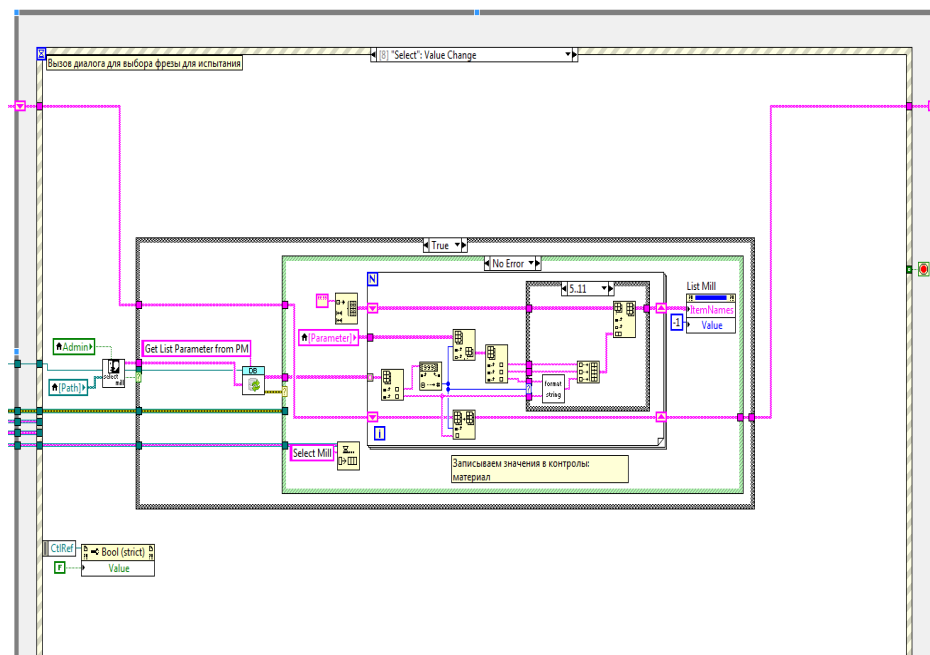 [8] "Select": Value Change
Вызов диалога для выбора фрезы для испытания
True
No Error
N
5..11
List Mill
ItemNames
-1
Value
[Parameter]
Admin
Get List Parameter from PM
DB
[Path]
select
mill
format
string
i
Select Mill
Записываем значения в контролы:
материал
CtlRef
Bool (strict)
F
Value